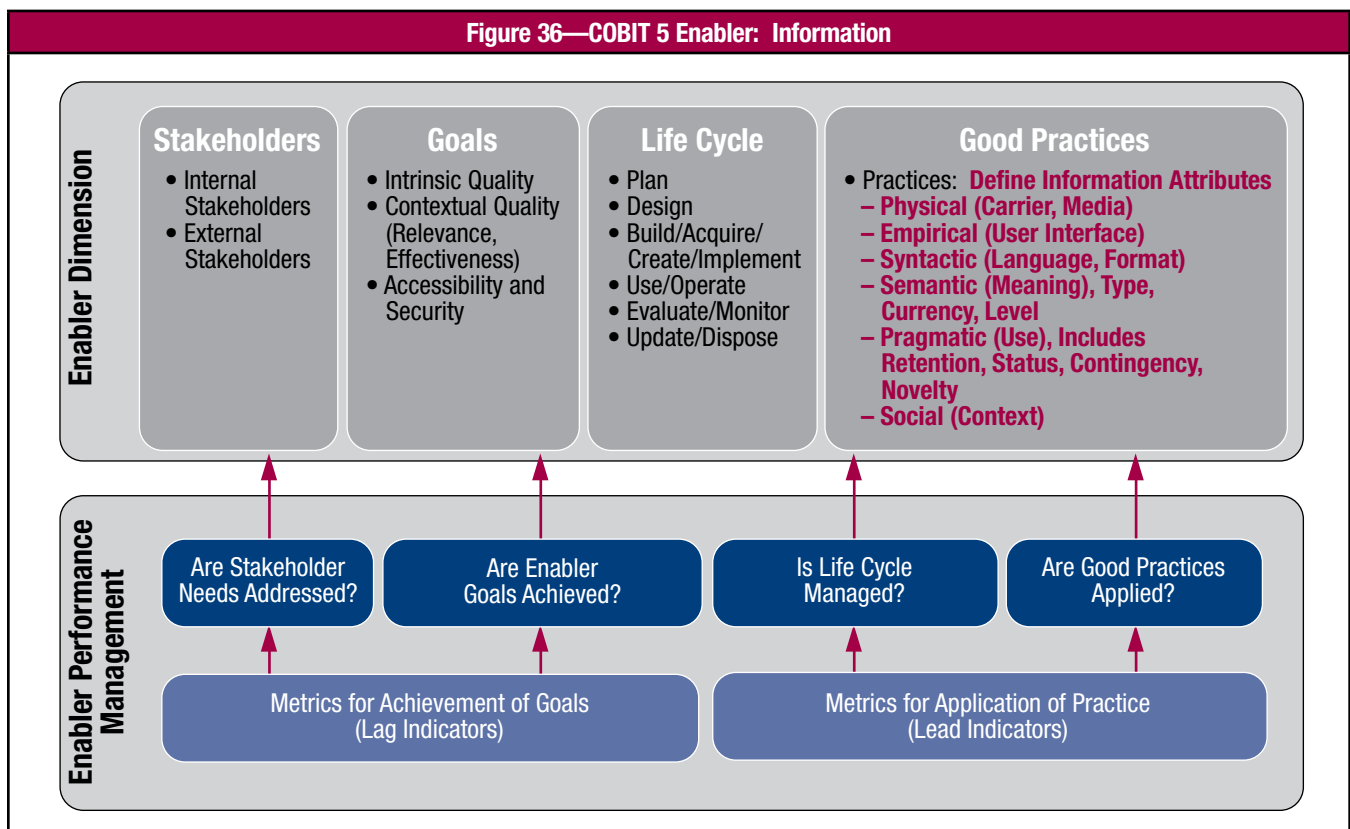 Figure 36—COBIT 5 Enabler: Information
Enabler Dimension
Stakeholders
• Internal
Stakeholders
• External
Stakeholders
Goals
• Intrinsic Quality
• Contextual Quality
(Relevance,
Effectiveness)
• Accessibility and
Security
Life Cycle
• Plan
• Design
• Build/Acquire/
Create/Implement
• Use/Operate
• Evaluate/Monitor
• Update/Dispose
Good Practices
• Practices: Define Information Attributes
– Physical (Carrier, Media)
– Empirical (User Interface)
– Syntactic (Language, Format)
– Semantic (Meaning), Type,
Currency, Level
– Pragmatic (Use), Includes
Retention, Status, Contingency,
Novelty
– Social (Context)
Enabler Performance
Management
Are Stakeholder
Needs Addressed?
Are Enabler
Goals Achieved?
Is Life Cycle
Managed?
Are Good Practices
Applied?
Metrics for Achievement of Goals
(Lag Indicators)
Metrics for Application of Practice
(Lead Indicators)